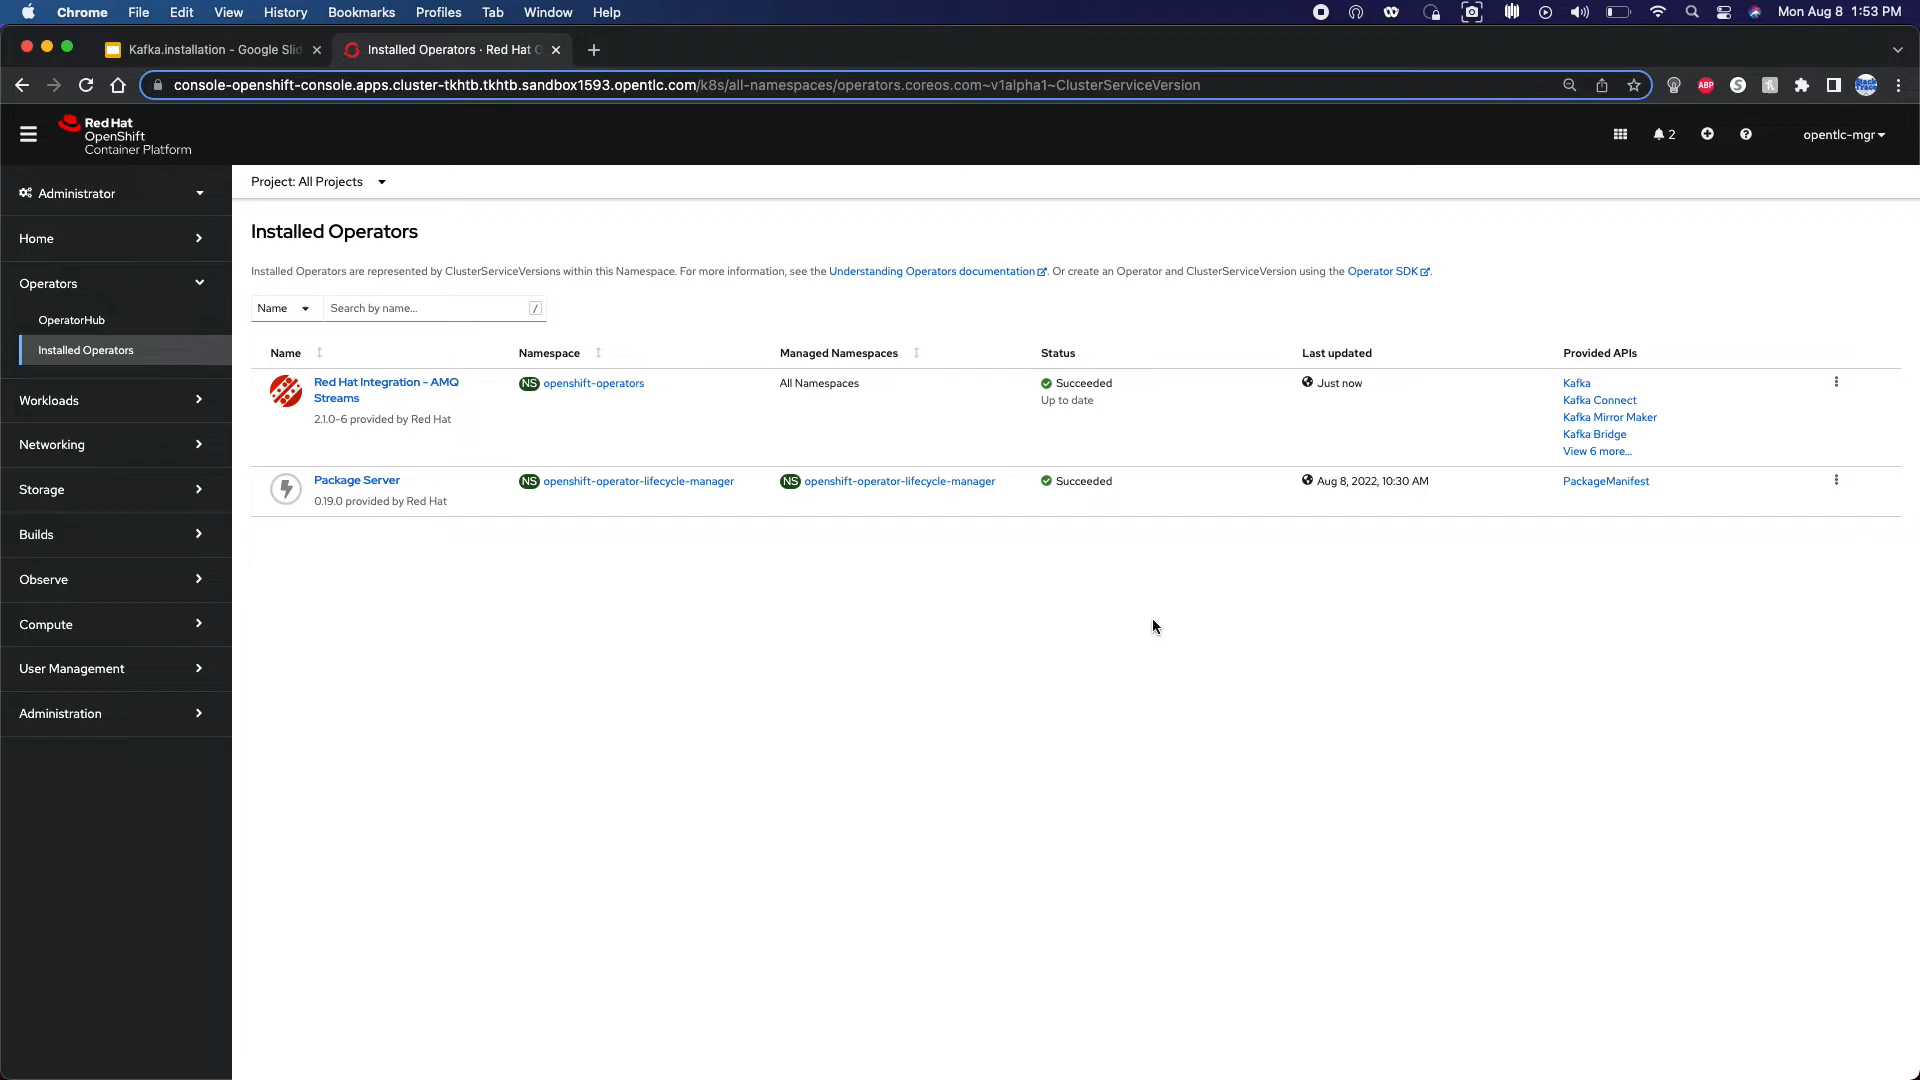 Chrome File Edit View History Bookmarks Profiles Tab Window Help Mon Aug 8 1:53 PM
Kafka.installation - Google Slid Installed Operators · Red Hat O
console-openshift-console.apps.cluster-tkhtb.tkhtb.sandbox1593.opentlc.com/k8s/all-namespaces/operators.coreos.com~v1alpha1~ClusterServiceVersion ABP
Red Hat
OpenShift
Container Platform
2 opentlc-mgr
Administrator
Home
Operators
OperatorHub
Installed Operators
Workloads
Networking
Storage
Builds
Observe
Compute
User Management
Administration
Project: All Projects
Installed Operators
Installed Operators are represented by ClusterServiceVersions within this Namespace. For more information, see the Understanding Operators documentation. Or create an Operator and ClusterServiceVersion using the Operator SDK.
Name Search by name... /
Name Namespace Managed Namespaces Status Last updated Provided APIs
Red Hat Integration - AMQ
Streams
2.1.0-6 provided by Red Hat
NS openshift-operators
All Namespaces
Succeeded
Up to date
Just now
Kafka
Kafka Connect
Kafka Mirror Maker
Kafka Bridge
View 6 more...
Package Server
0.19.0 provided by Red Hat
NS openshift-operator-lifecycle-manager
NS openshift-operator-lifecycle-manager
Succeeded
Aug 8, 2022, 10:30 AM
PackageManifest